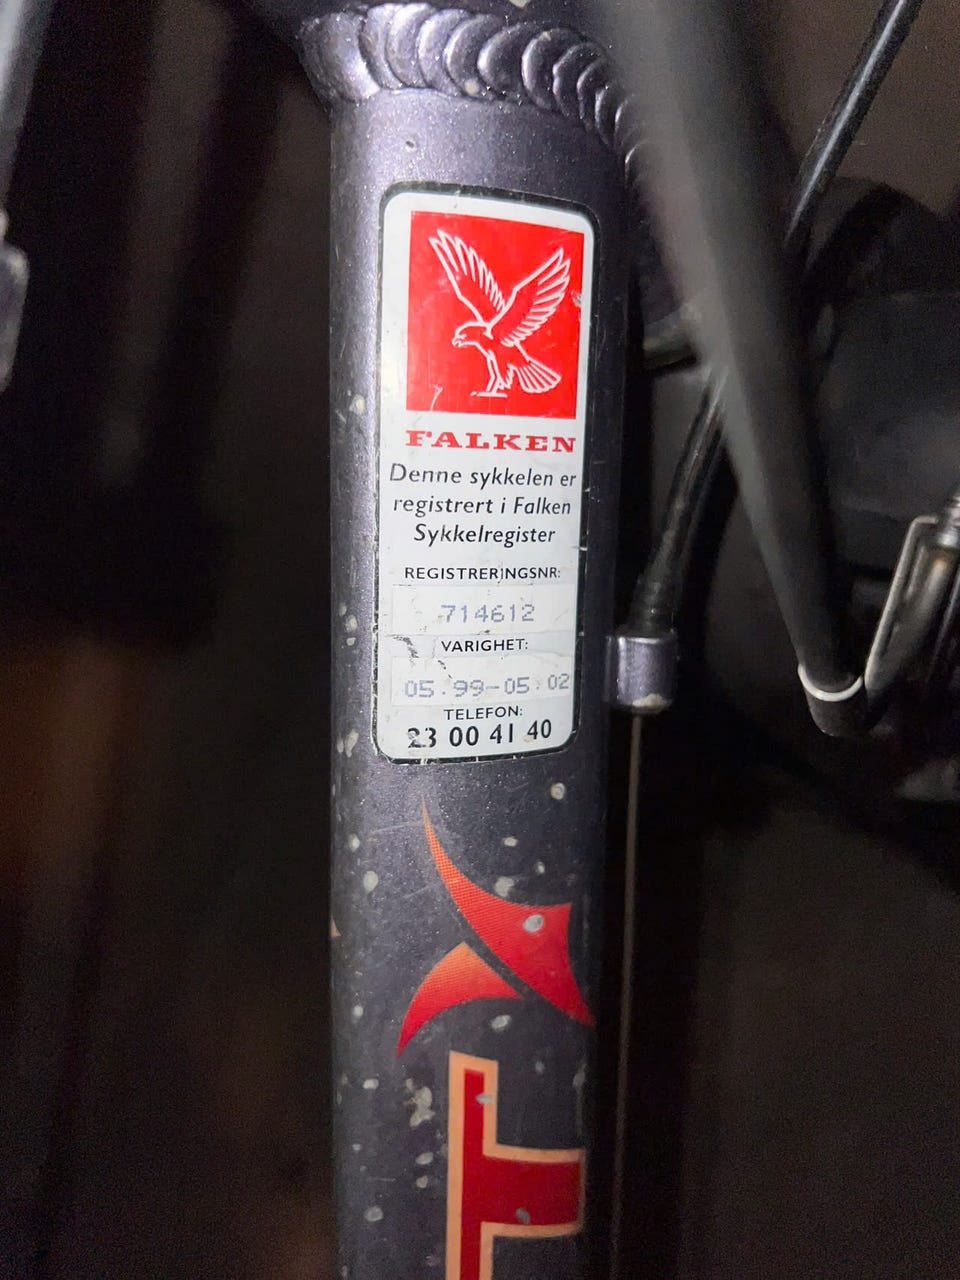 FALKEN
Denne sykkelen er
registrert i Falken
Sykkelregister
REGISTRERINGSNR:
714612
VARIGHET:
05.99-05.02
TELEFON:
23 00 41 40